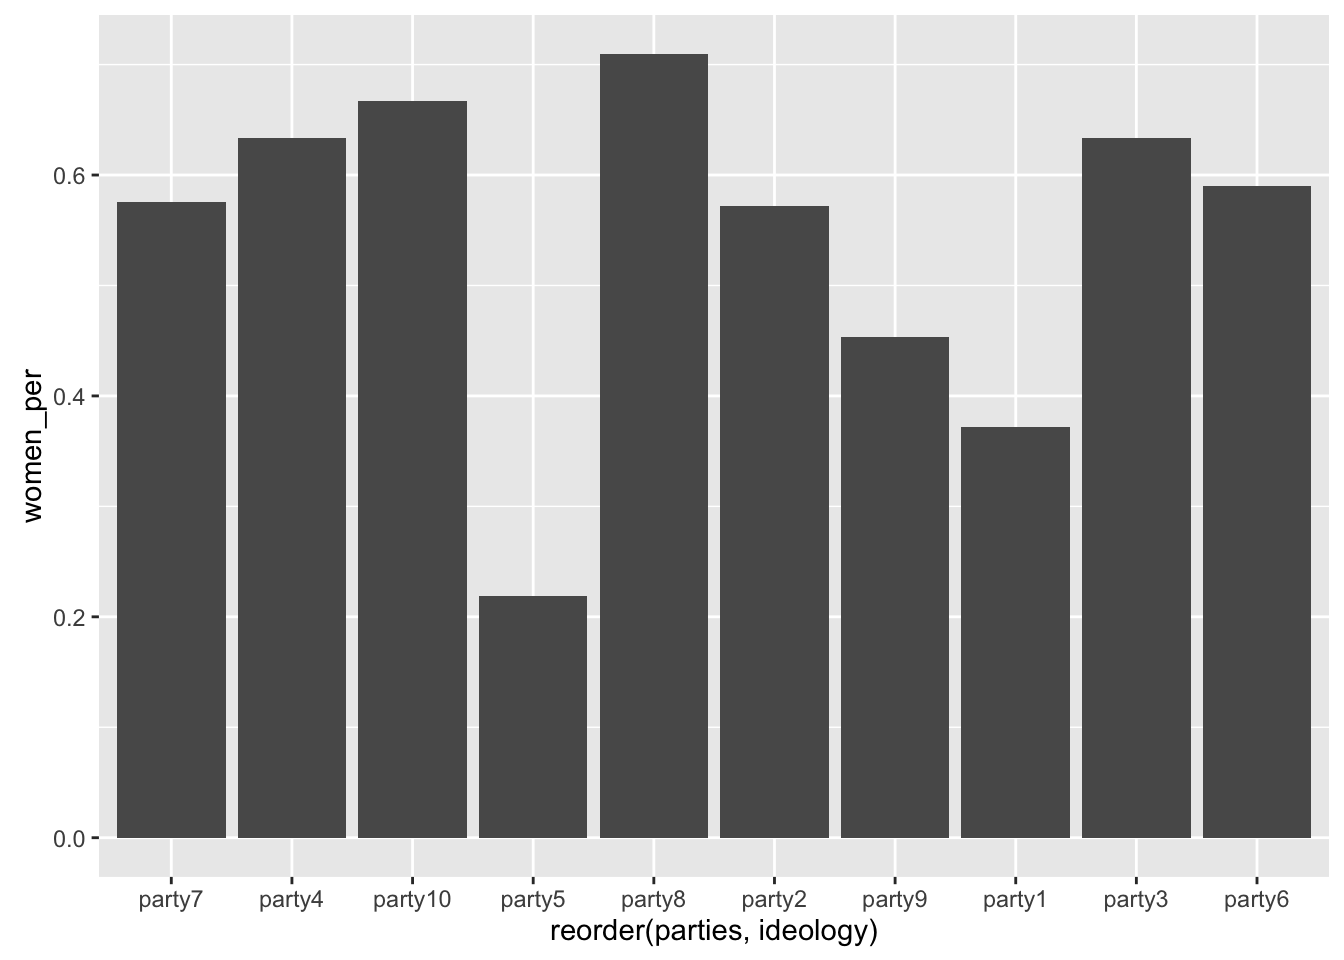 women_per
0.6
0.4
0.2
0.0
party7 party4 party10 party5 party8 party2 party9 party1 party3 party6
reorder(parties, ideology)